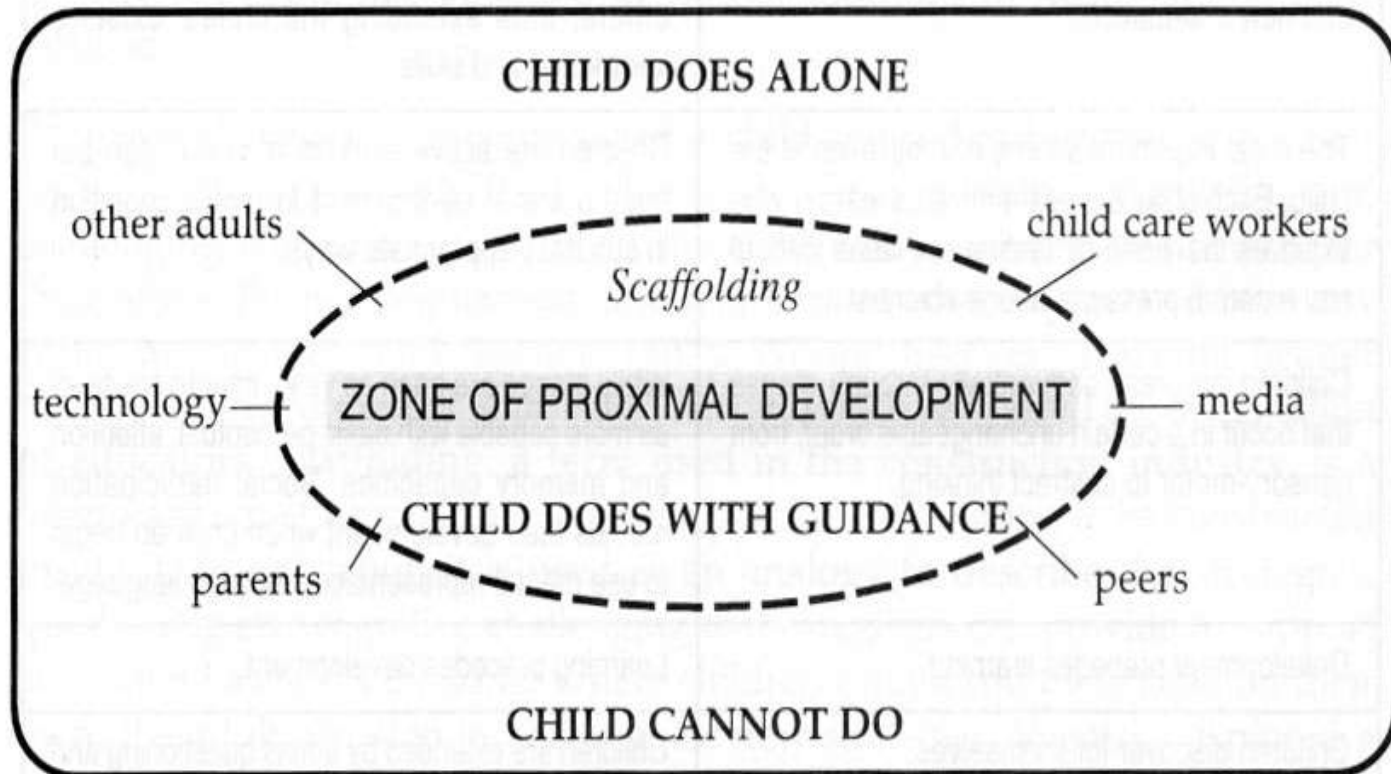 CHILD DOES ALONE
other adults
child care workers
Scaffolding
technology
ZONE OF PROXIMAL DEVELOPMENT
media
CHILD DOES WITH GUIDANCE
parents
peers
CHILD CANNOT DO